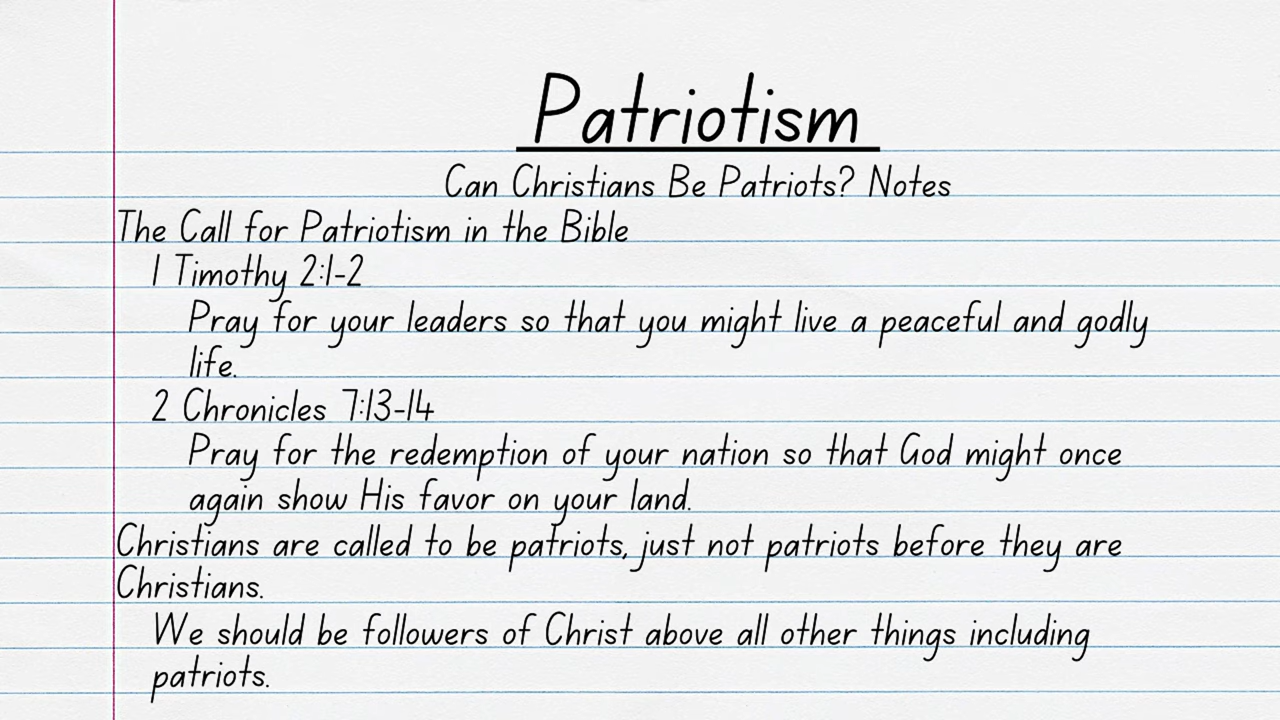 Patriotism
Can Christians Be Patriots? Notes
The Call for Patriotism in the Bible
1 Timothy 2:1-2
Pray for your leaders so that you might live a peaceful and godly
life.
2 Chronicles 7:13-14
Pray for the redemption of your nation so that God might once
again show His favor on your land.
Christians are called to be patriots, just not patriots before they are
Christians.
We should be followers of Christ above all other things including
patriots.